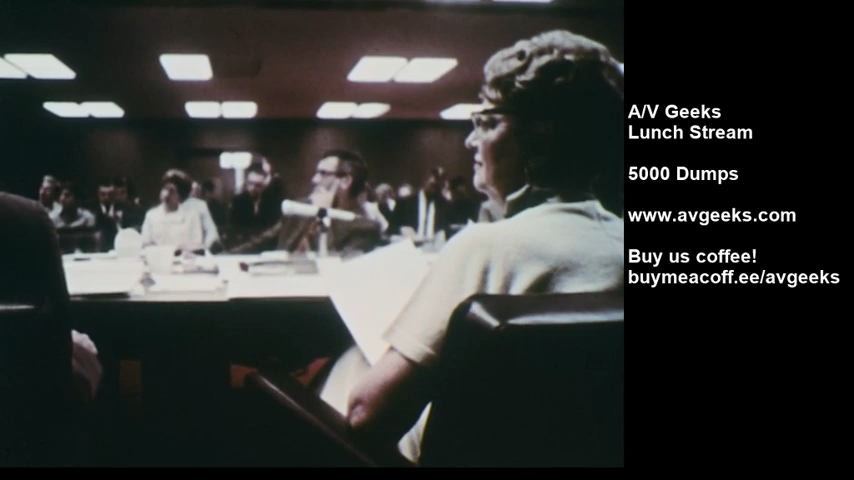 A/V Geeks
Lunch Stream
5000 Dumps
www.avgeeks.com
Buy us coffee!
buymeacoff.ee/avgeeks